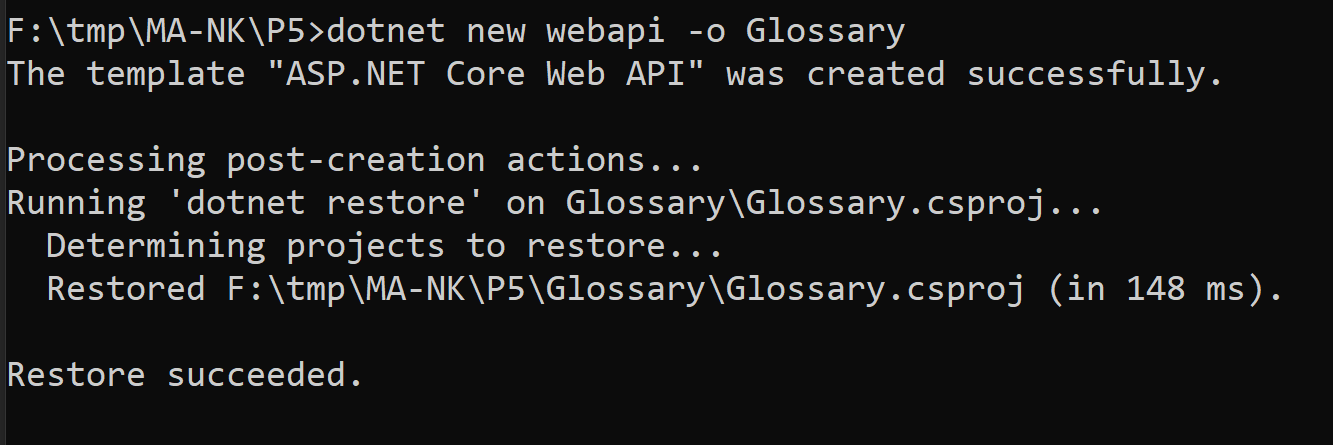 F:\tmp\MA-NK\P5>dotnet new webapi -o Glossary
The template "ASP.NET Core Web API" was created successfully.
Processing post-creation actions...
Running 'dotnet restore' on Glossary\Glossary.csproj...
  Determining projects to restore...
  Restored F:\tmp\MA-NK\P5\Glossary\Glossary.csproj (in 148 ms).
Restore succeeded.